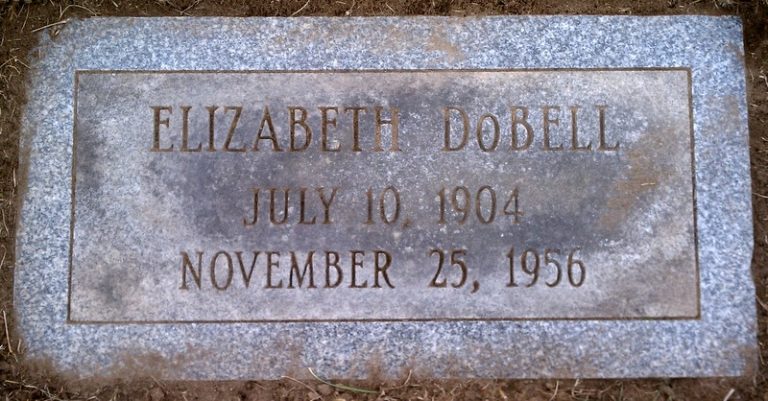 ELIZABETH DoBELL
JULY 10, 1904
NOVEMBER 25, 1956